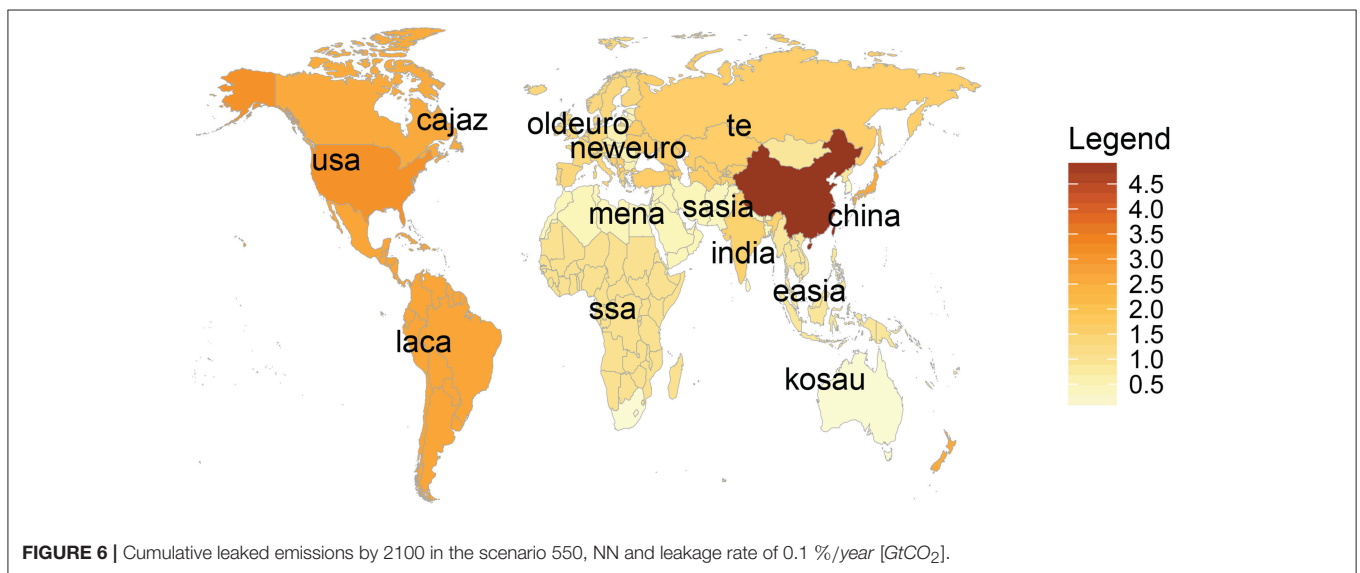 cajaz
oldeuro
te
neweuro
usa
mena
sasia
china
india
easia
ssa
laca
kosau
Legend
4.5
4.0
3.5
3.0
2.5
2.0
1.5
1.0
0.5
FIGURE 6 | Cumulative leaked emissions by 2100 in the scenario 550, NN and leakage rate of 0.1 %/year [GtCO₂].